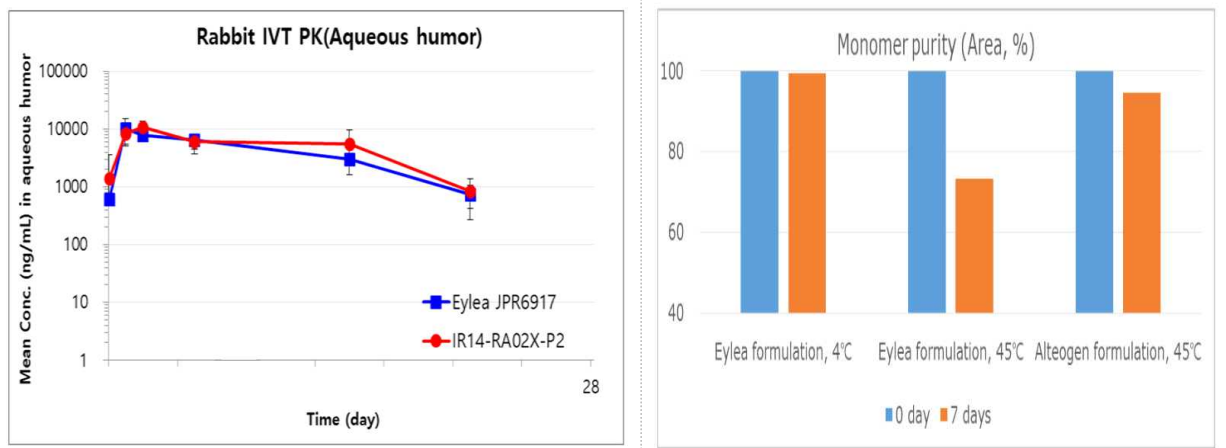 Rabbit IVT PK(Aqueous humor)
Mean Conc. (ng/mL) in aqueous humor
100000
10000
1000
100
10
1
Eylea JPR6917
IR14-RA02X-P2
28
Time (day)
Monomer purity (Area, %)
100
80
60
40
Eylea formulation, 4℃
Eylea formulation, 45℃
Alteogen formulation, 45℃
0 day
7 days